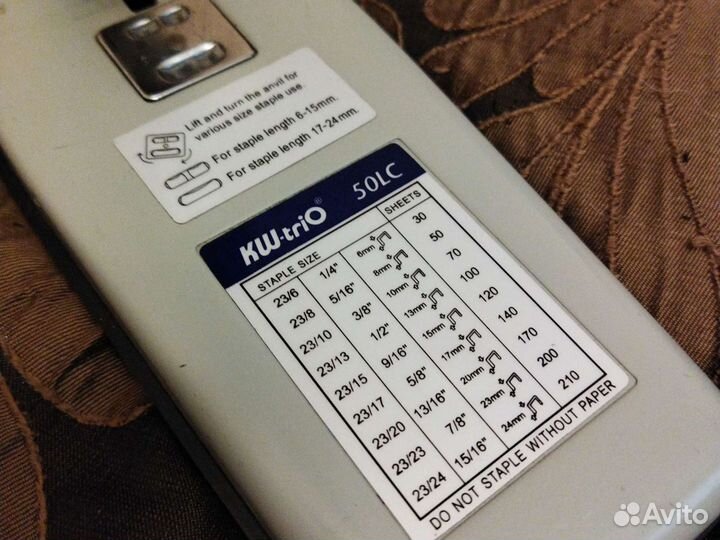 Lift and turn the anvil for
various size staple use.
For staple length 6-15mm.
For staple length 17-24mm.
KW-triO® 50LC
STAPLE SIZE SHEETS
23/6 1/4" 6mm 30
23/8 5/16" 8mm 50
23/10 3/8" 10mm 70
23/13 1/2" 13mm 100
23/15 9/16" 15mm 120
23/17 5/8" 17mm 140
23/20 13/16" 20mm 170
23/23 7/8" 23mm 200
23/24 15/16" 24mm 210
DO NOT STAPLE WITHOUT PAPER
Avito